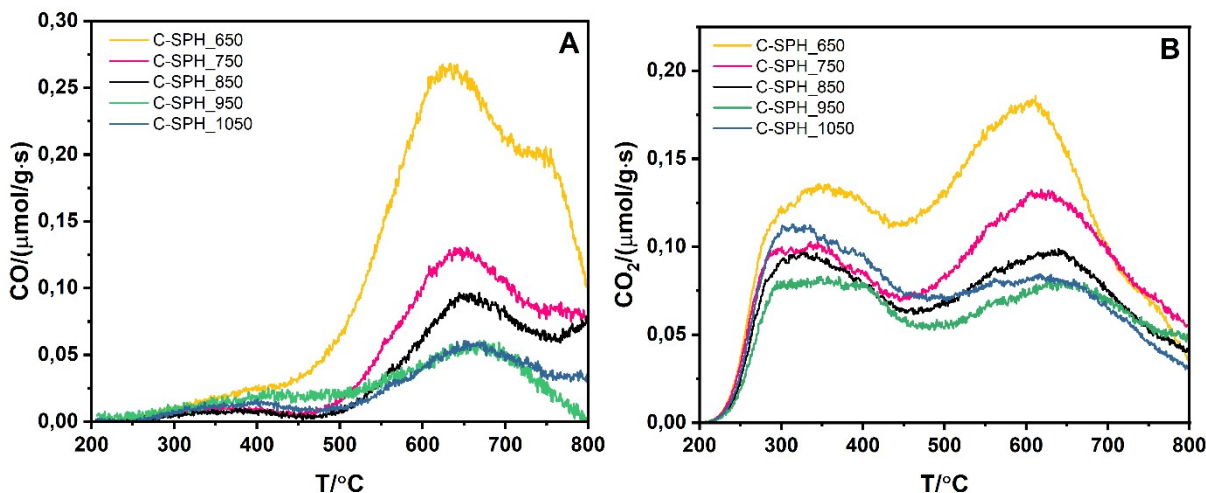 A
C-SPH_650
C-SPH_750
C-SPH_850
C-SPH_950
C-SPH_1050
CO/(μmol/g·s)
0,30
0,25
0,20
0,15
0,10
0,05
0,00
200 300 400 500 600 700 800
T/°C
B
C-SPH_650
C-SPH_750
C-SPH_850
C-SPH_950
C-SPH_1050
CO₂/(μmol/g·s)
0,20
0,15
0,10
0,05
0,00
200 300 400 500 600 700 800
T/°C